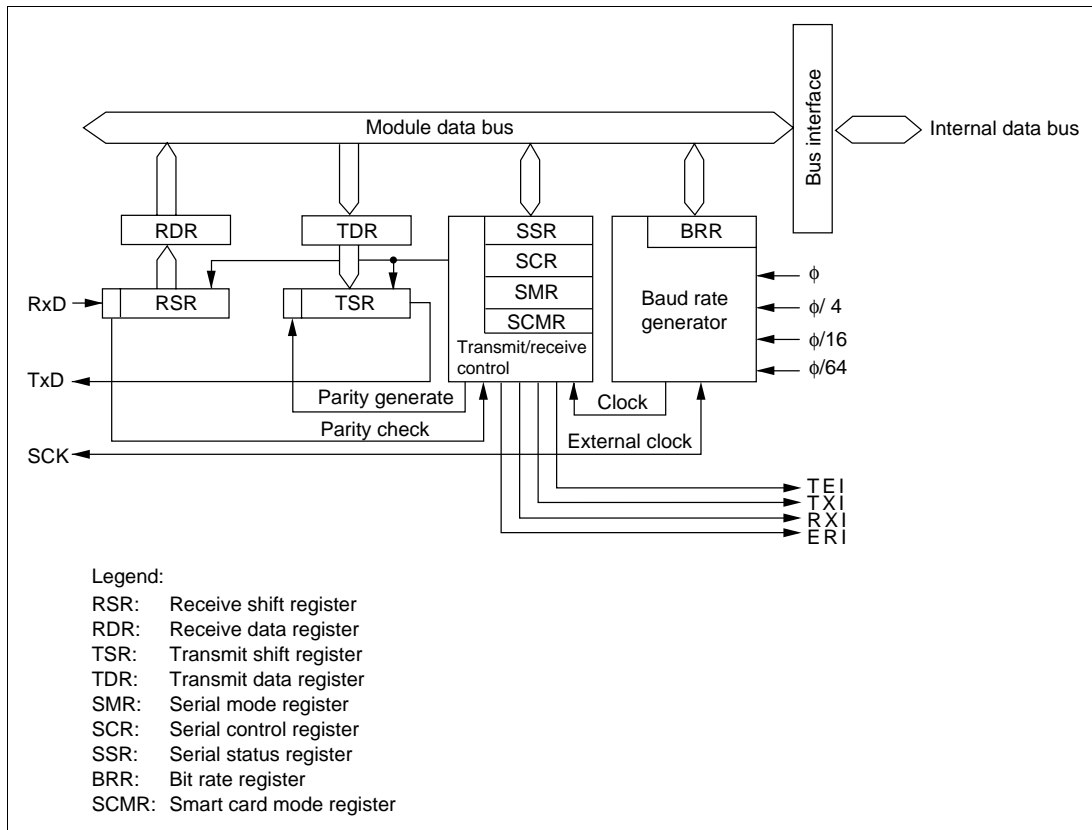 Bus interface
Module data bus
Internal data bus
RDR
TDR
SSR
BRR
SCR
RxD
RSR
TSR
SMR
Baud rate
generator
SCMR
Transmit/receive
control
ϕ
ϕ/ 4
ϕ/16
ϕ/64
TxD
Parity generate
Clock
Parity check
External clock
SCK
TEI
TXI
RXI
ERI
Legend:
RSR: Receive shift register
RDR: Receive data register
TSR: Transmit shift register
TDR: Transmit data register
SMR: Serial mode register
SCR: Serial control register
SSR: Serial status register
BRR: Bit rate register
SCMR: Smart card mode register